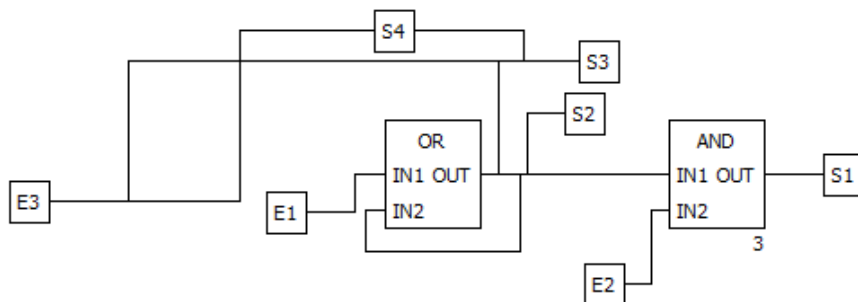 S4
S3
S2
OR
AND
IN1 OUT
IN1 OUT
S1
E3
E1
IN2
IN2
3
E2